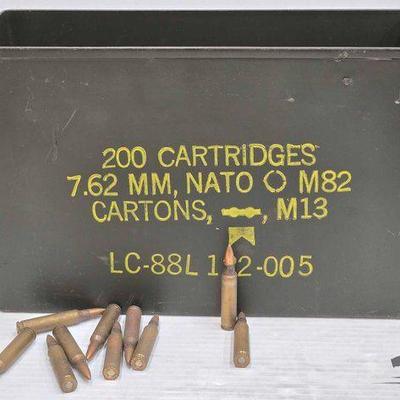 200 CARTRIDGES
7.62 MM, NATO M82
CARTONS, , M13
LC-88L 1 2-005